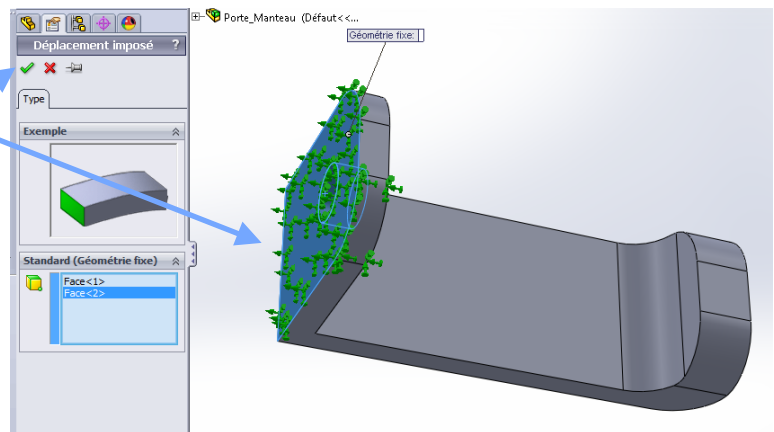 Porte_Manteau (Défaut<<...
Déplacement imposé ?
Géométrie fixe:
Type
Exemple
Standard (Géométrie fixe)
Face<1>
Face<2>